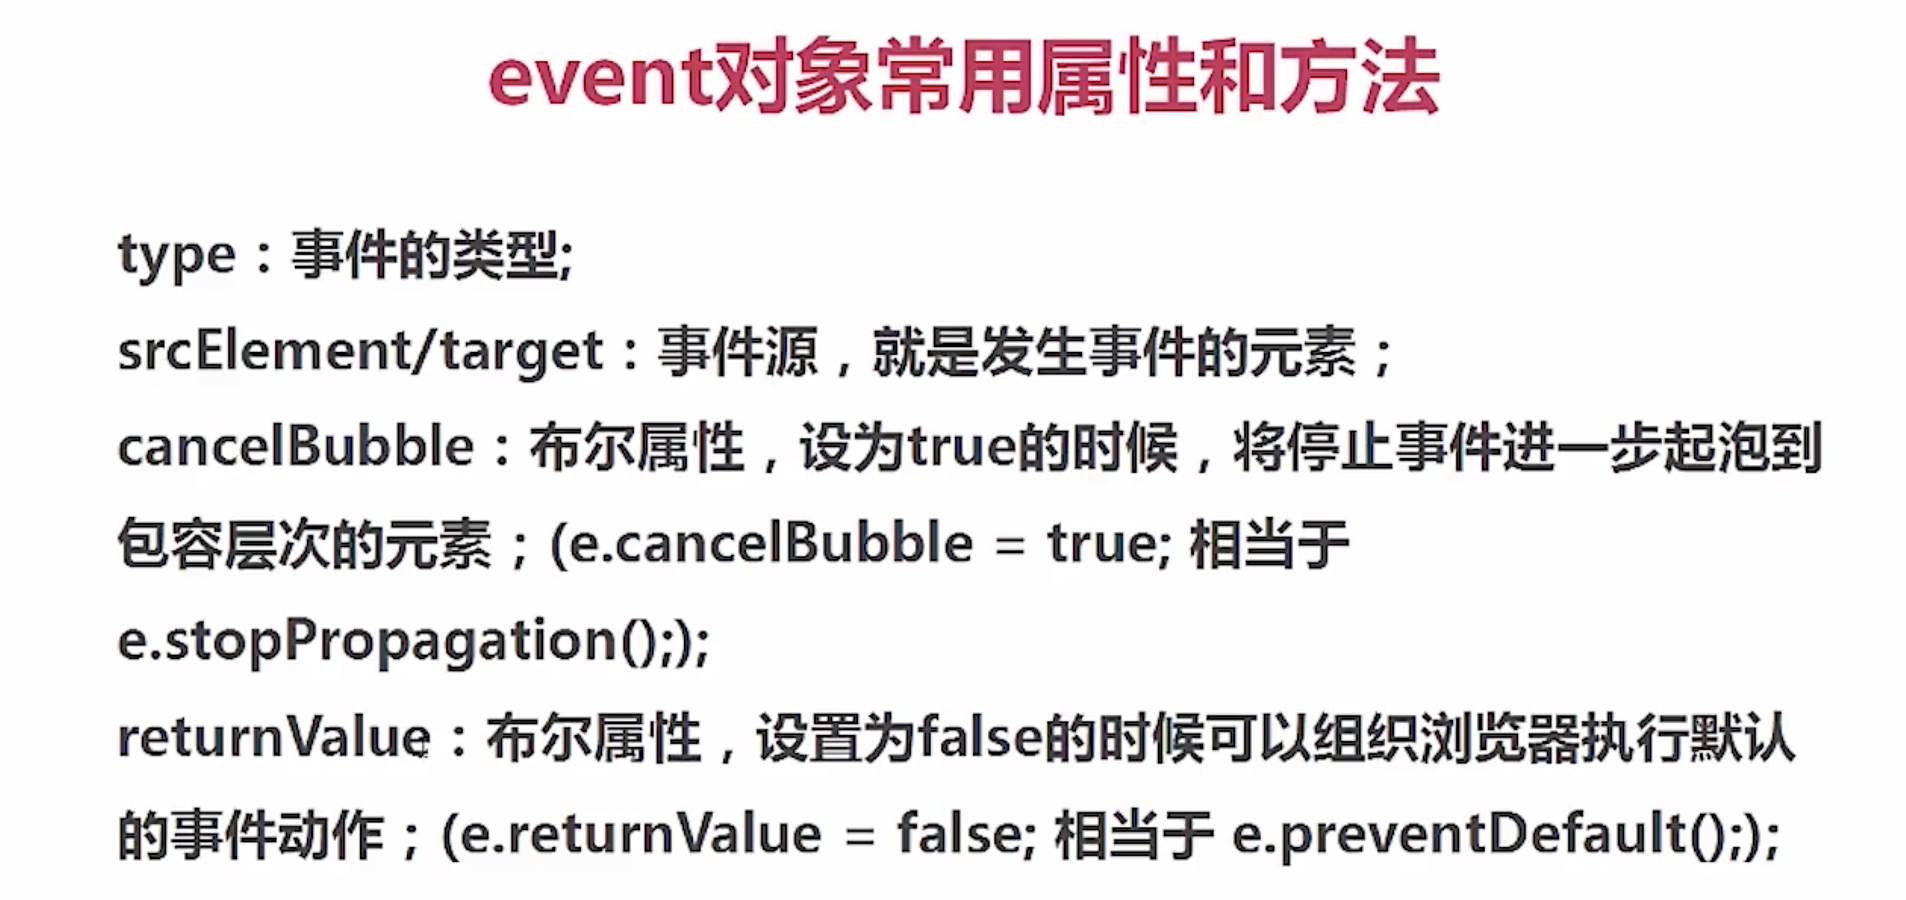 event对象常用属性和方法
type：事件的类型;
srcElement/target：事件源，就是发生事件的元素；
cancelBubble：布尔属性，设为true的时候，将停止事件进一步起泡到
包容层次的元素；(e.cancelBubble = true; 相当于
e.stopPropagation(););
returnValue：布尔属性，设置为false的时候可以组织浏览器执行默认
的事件动作；(e.returnValue = false; 相当于 e.preventDefault(););